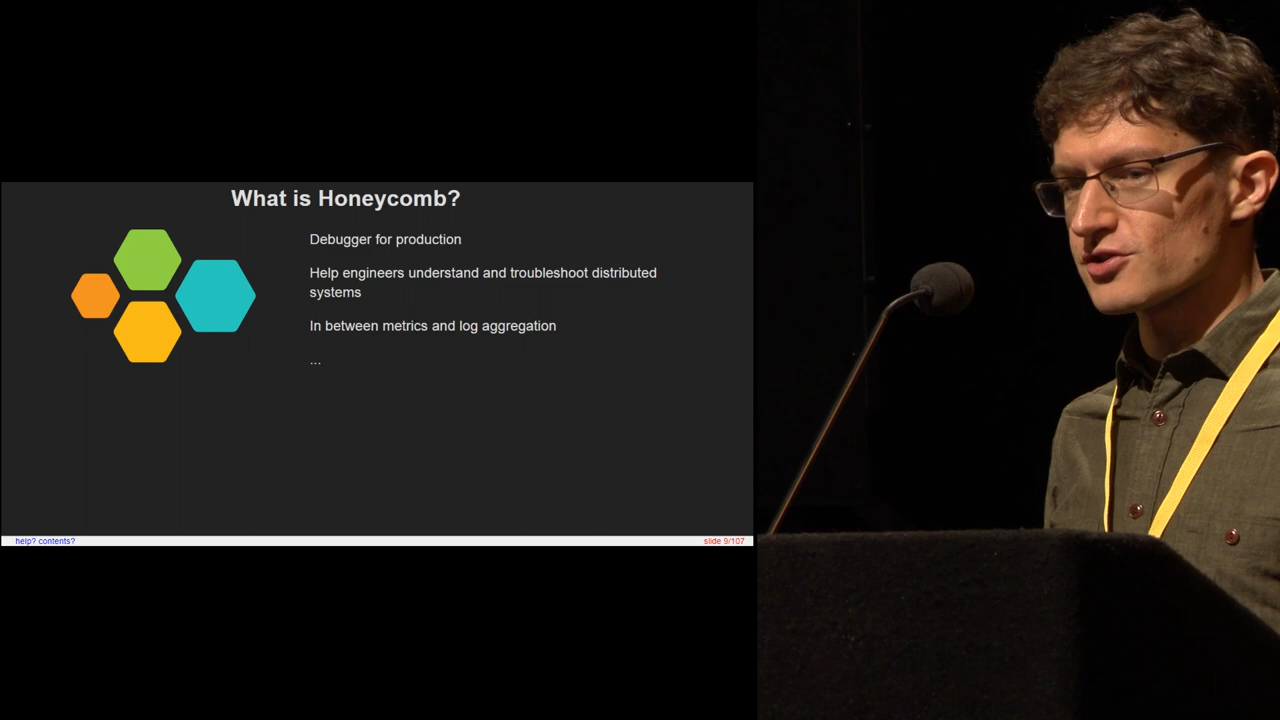 What is Honeycomb?
Debugger for production
Help engineers understand and troubleshoot distributed
systems
In between metrics and log aggregation
...
help? contents?
slide 9/107